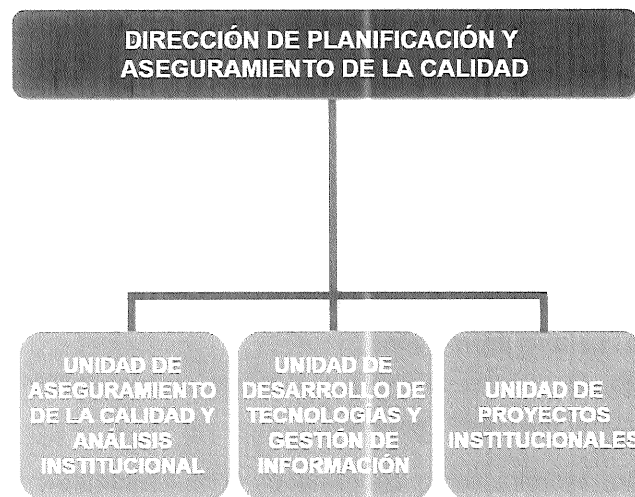 DIRECCIÓN DE PLANIFICACIÓN Y
ASEGURAMIENTO DE LA CALIDAD
UNIDAD DE
ASEGURAMIENTO
DE LA CALIDAD Y
ANÁLISIS
INSTITUCIONAL
UNIDAD DE
DESARROLLO DE
TECNOLOGÍAS Y
GESTIÓN DE
INFORMACIÓN
UNIDAD DE
PROYECTOS
INSTITUCIONALES